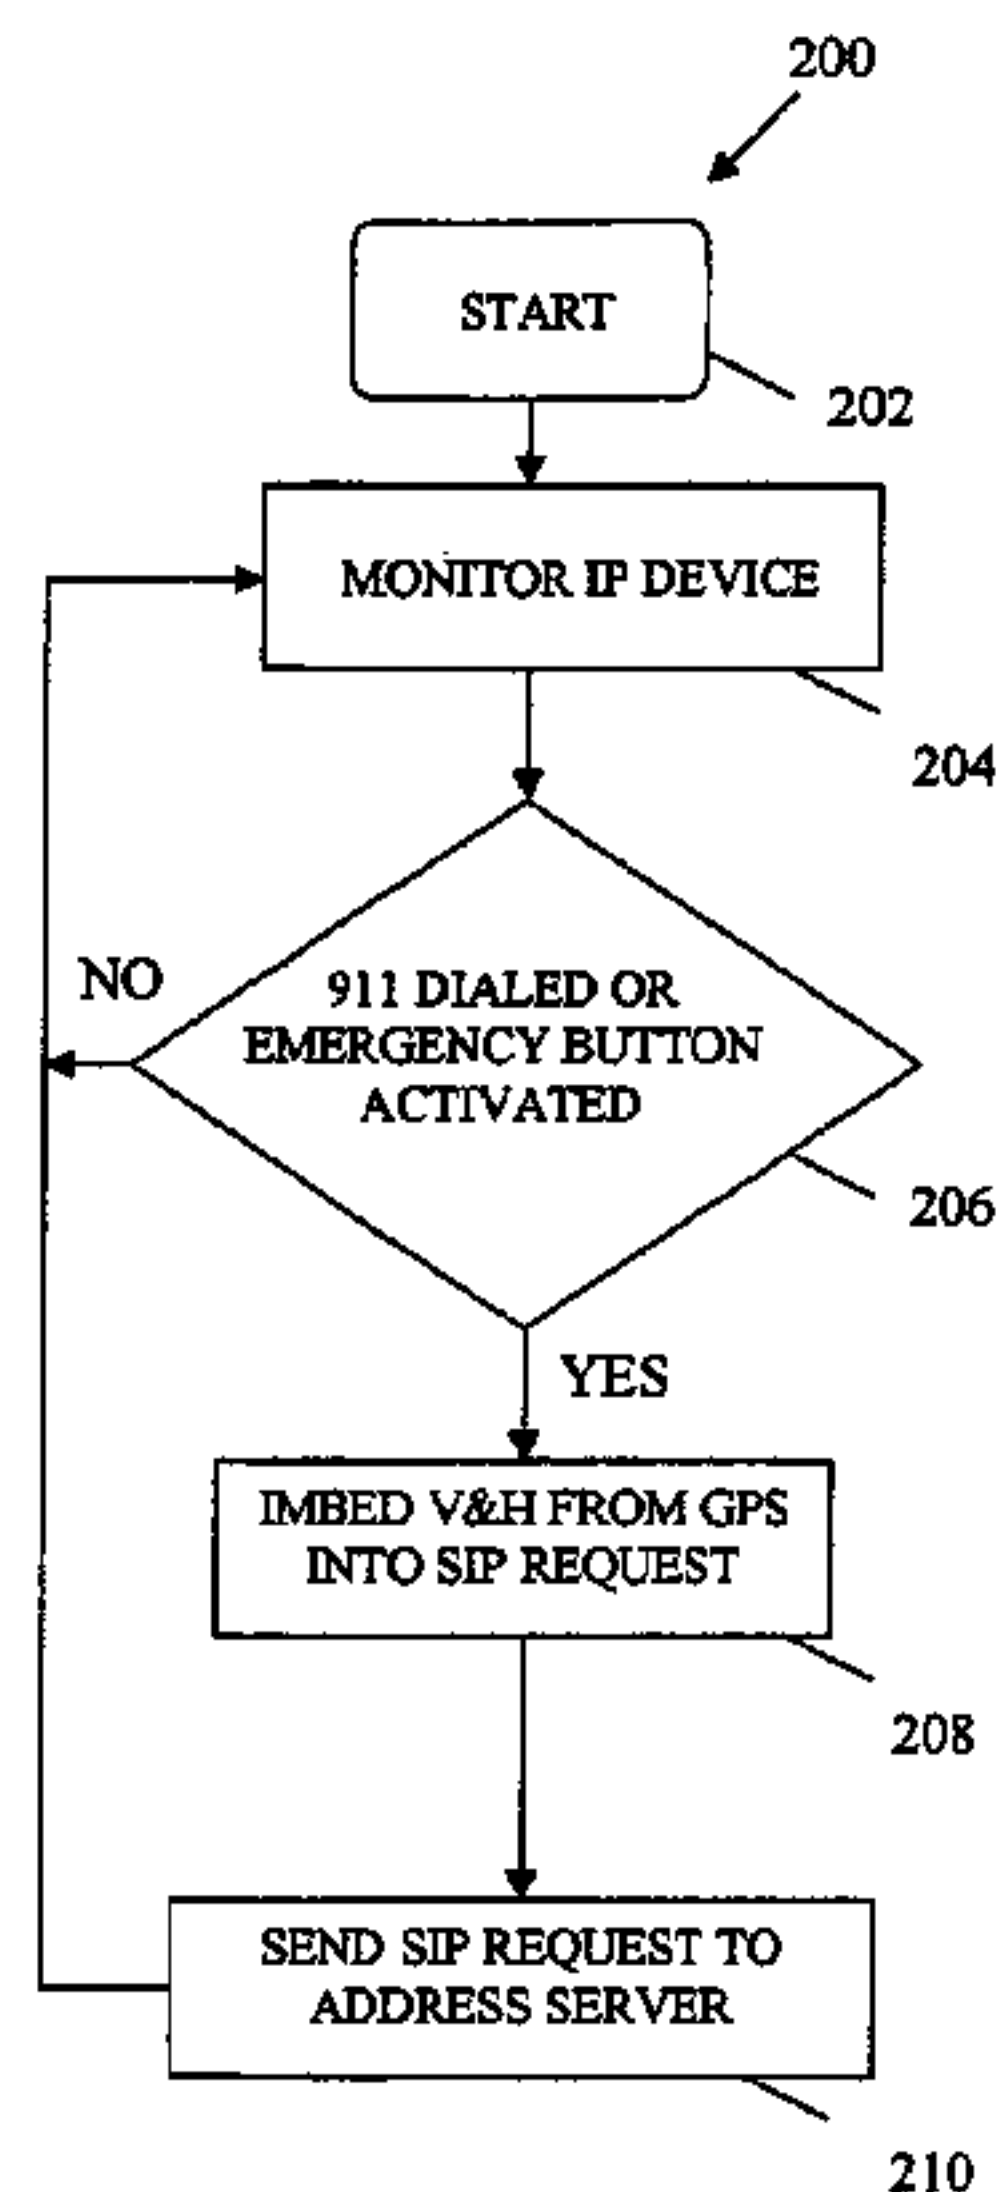 200
START
202
MONITOR IP DEVICE
204
NO
911 DIALED OR
EMERGENCY BUTTON
ACTIVATED
206
YES
IMBED V&H FROM GPS
INTO SIP REQUEST
208
SEND SIP REQUEST TO
ADDRESS SERVER
210